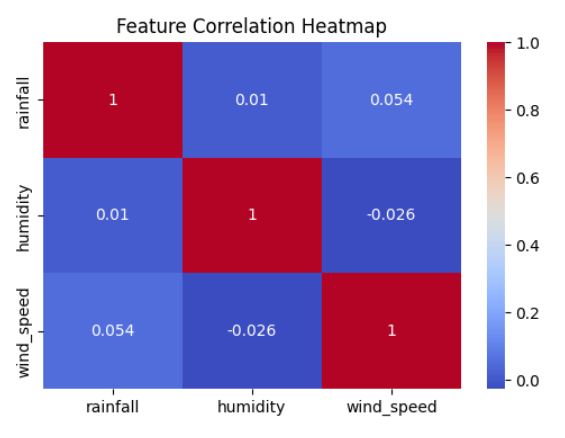 Feature Correlation Heatmap
rainfall 1 0.01 0.054
humidity 0.01 1 -0.026
wind_speed 0.054 -0.026 1
rainfall humidity wind_speed
1.0
0.8
0.6
0.4
0.2
0.0